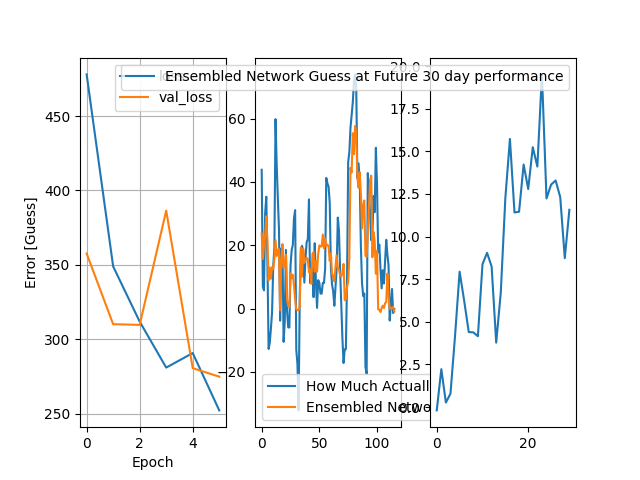 Ensembled Network Guess at Future 30 day performance
val_loss
Error [Guess]
450
400
350
300
250
0 2 4
Epoch
60
40
20
0
−20
How Much Actuall
Ensembled Netwo
0 50 100
17.5
15.0
12.5
10.0
7.5
5.0
2.5
0.0
0 20